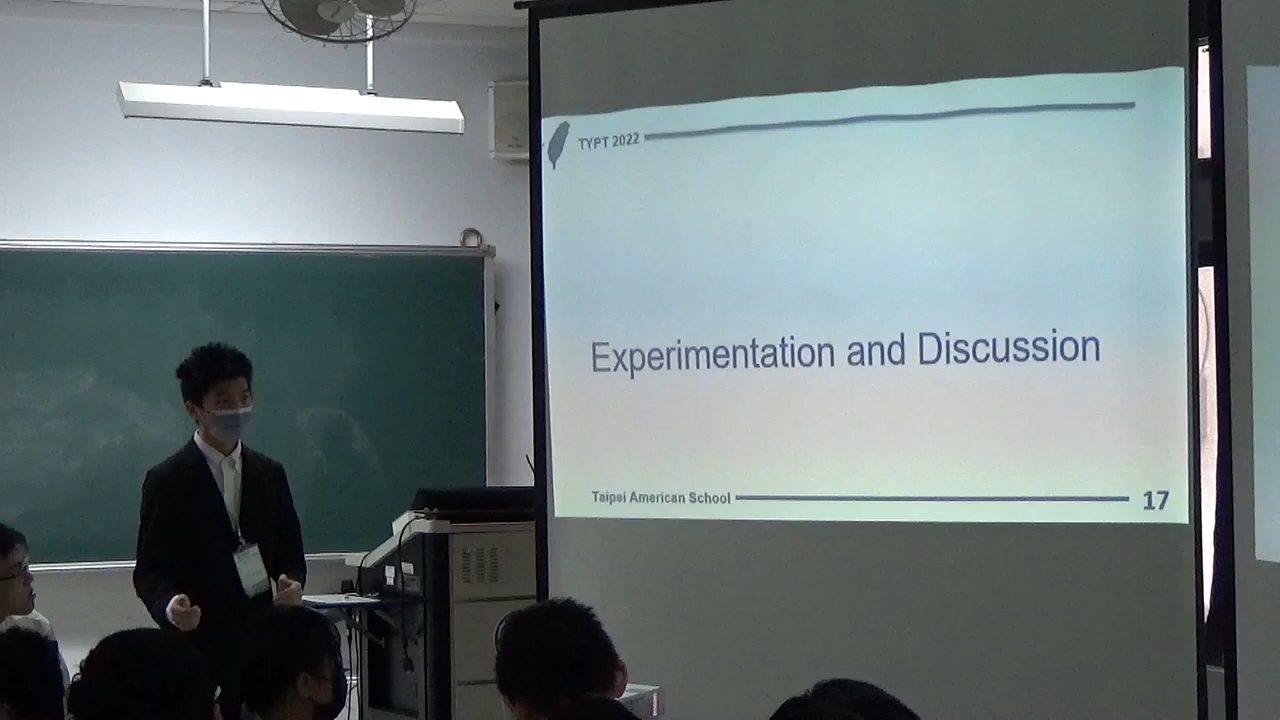 TYPT 2022
Experimentation and Discussion
Taipei American School
17